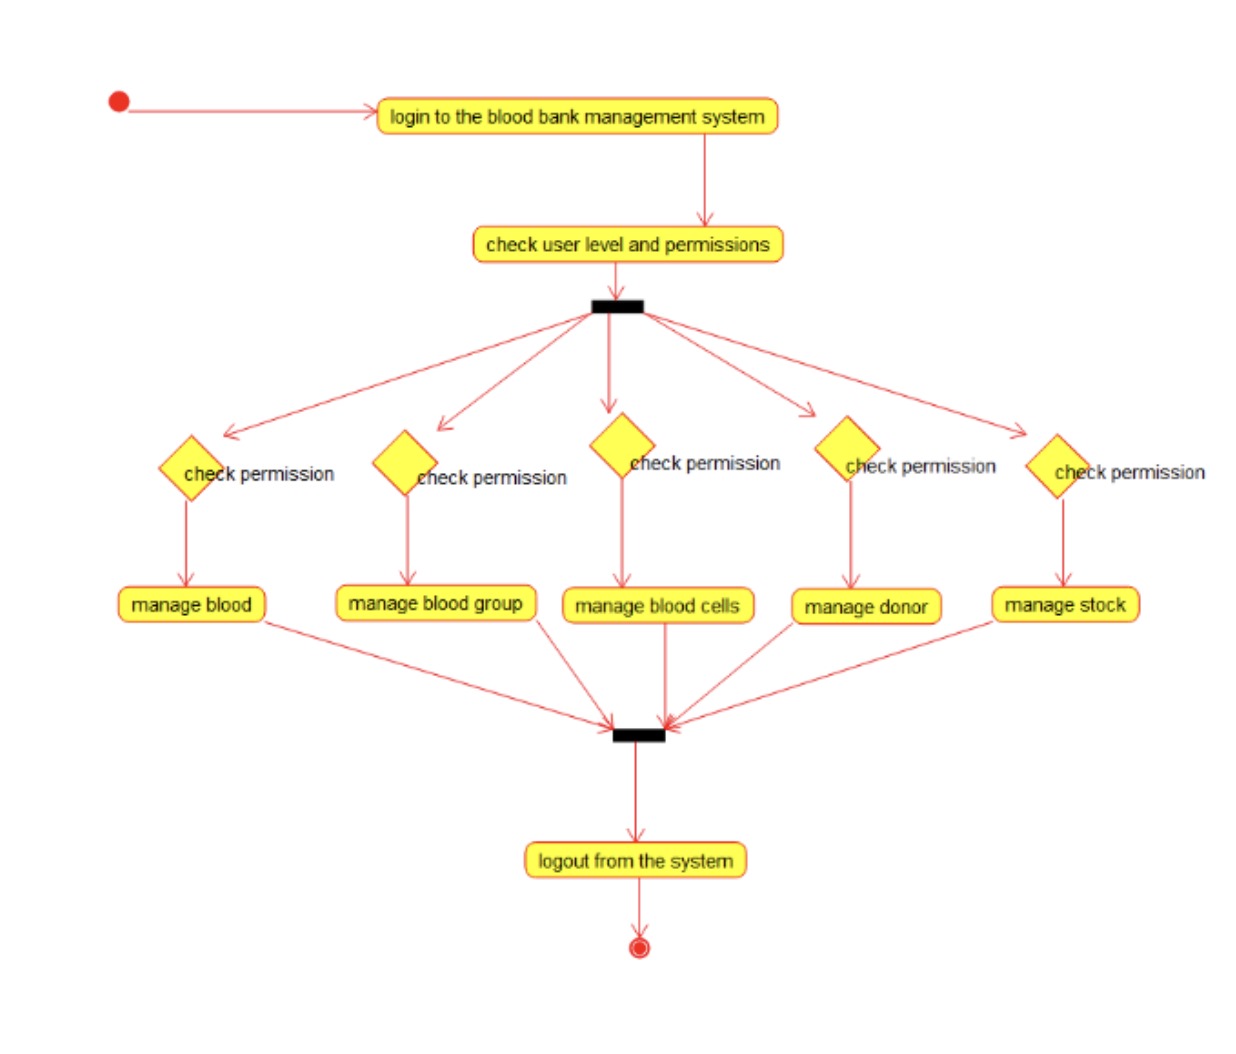 login to the blood bank management system
check user level and permissions
check permission
check permission
check permission
check permission
check permission
manage blood
manage blood group
manage blood cells
manage donor
manage stock
logout from the system